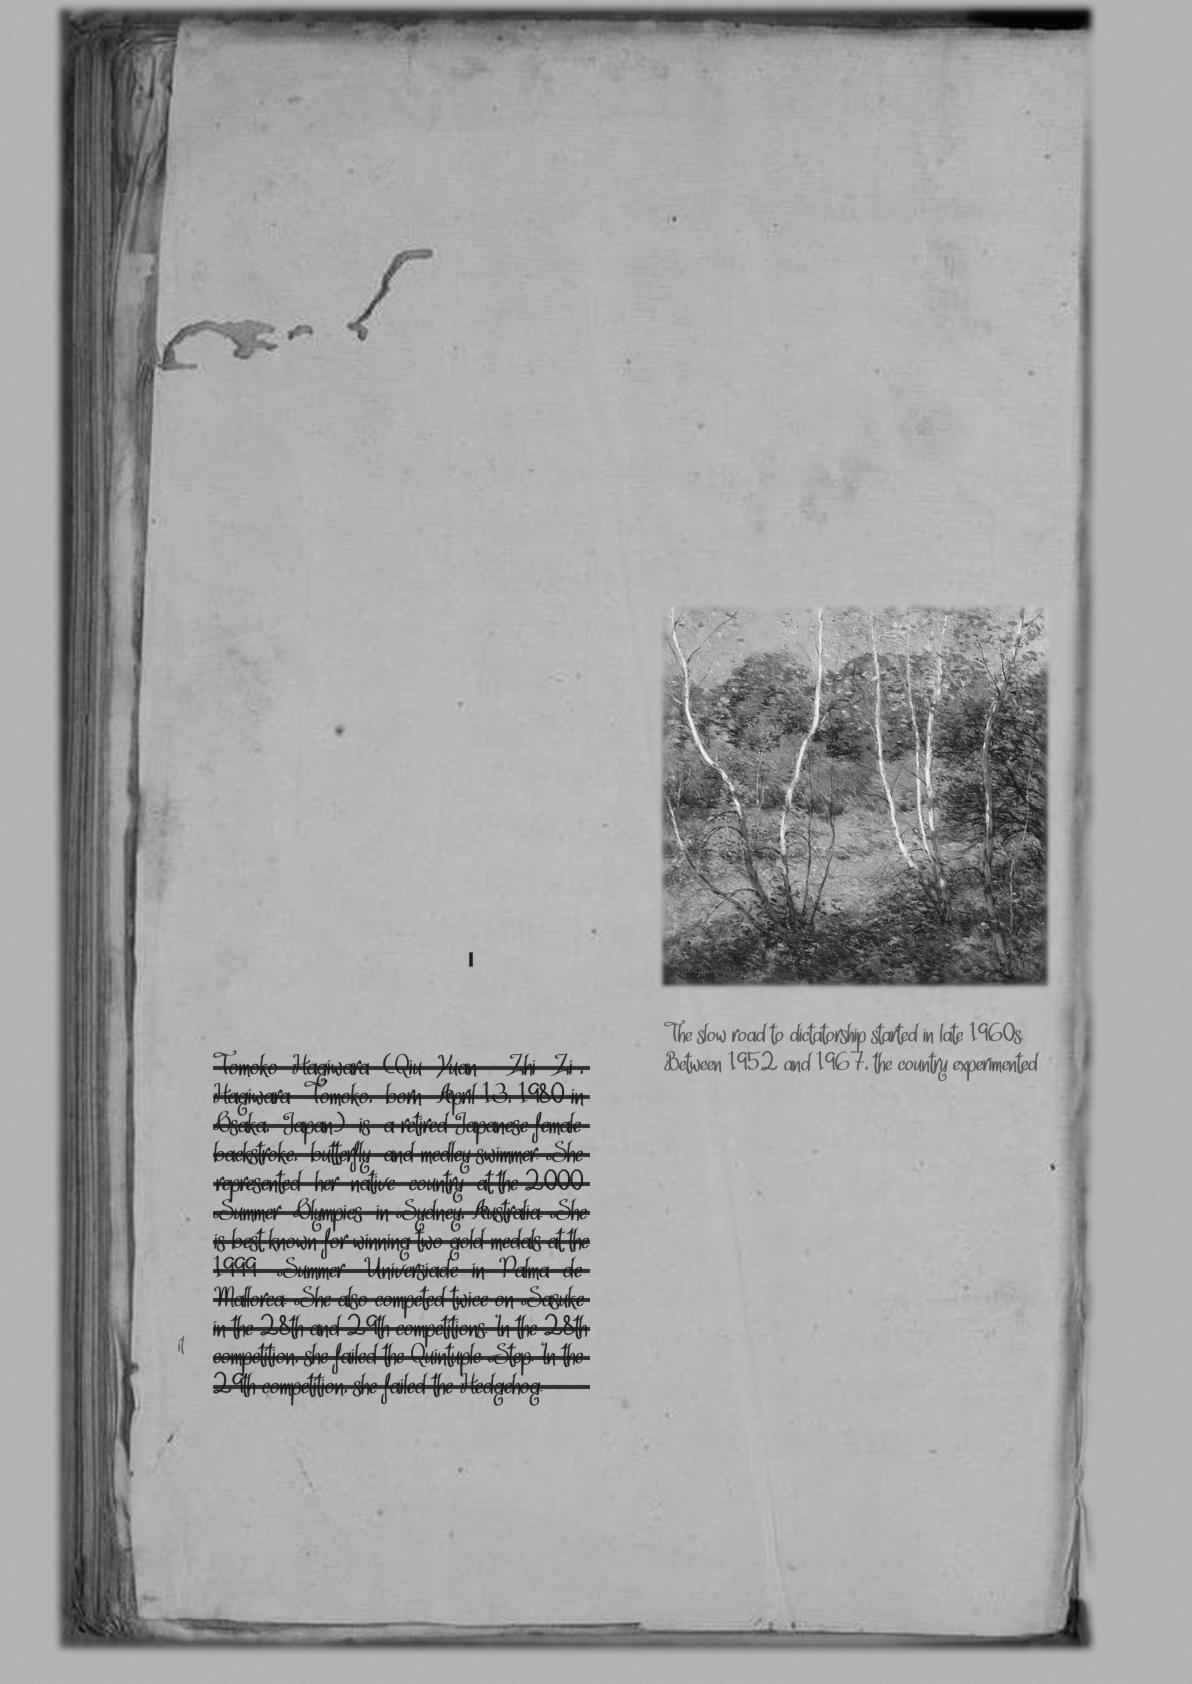 I
Tomoko Hagiwara (Qiu Yuan Zhi Zi ,
Hagiwara Tomoko, born April 13, 1980 in
Osaka, Japan) is a retired Japanese female
backstroke, butterfly and medley swimmer. She
represented her native country at the 2000
Summer Olympics in Sydney, Australia. She
is best known for winning two gold medals at the
1999 Summer Universiade in Palma de
Mallorca. She also competed twice on Sasuke
in the 28th and 29th competitions. In the 28th
competition, she failed the Quintuple Step. In the
29th competition, she failed the Hedgehog.
The slow road to dictatorship started in late 1960s.
Between 1952 and 1967, the country experimented